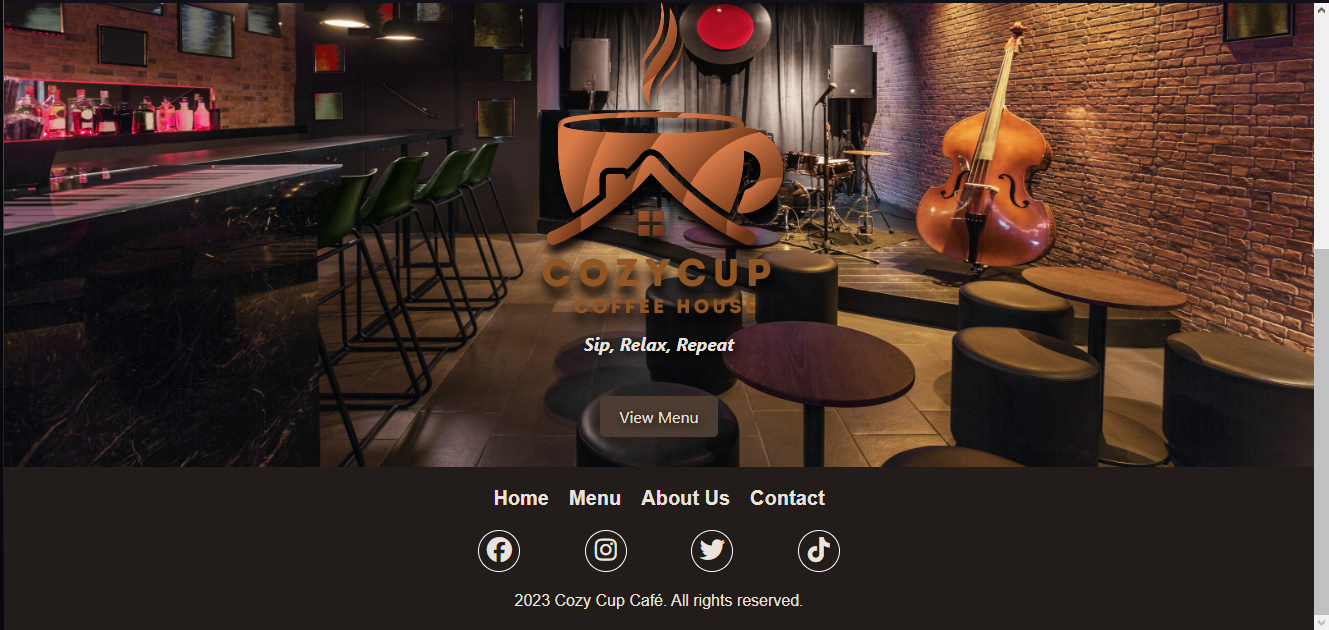 COZYCUP
COFFEE HOUSE
Sip, Relax, Repeat
View Menu
Home Menu About Us Contact
2023 Cozy Cup Café. All rights reserved.